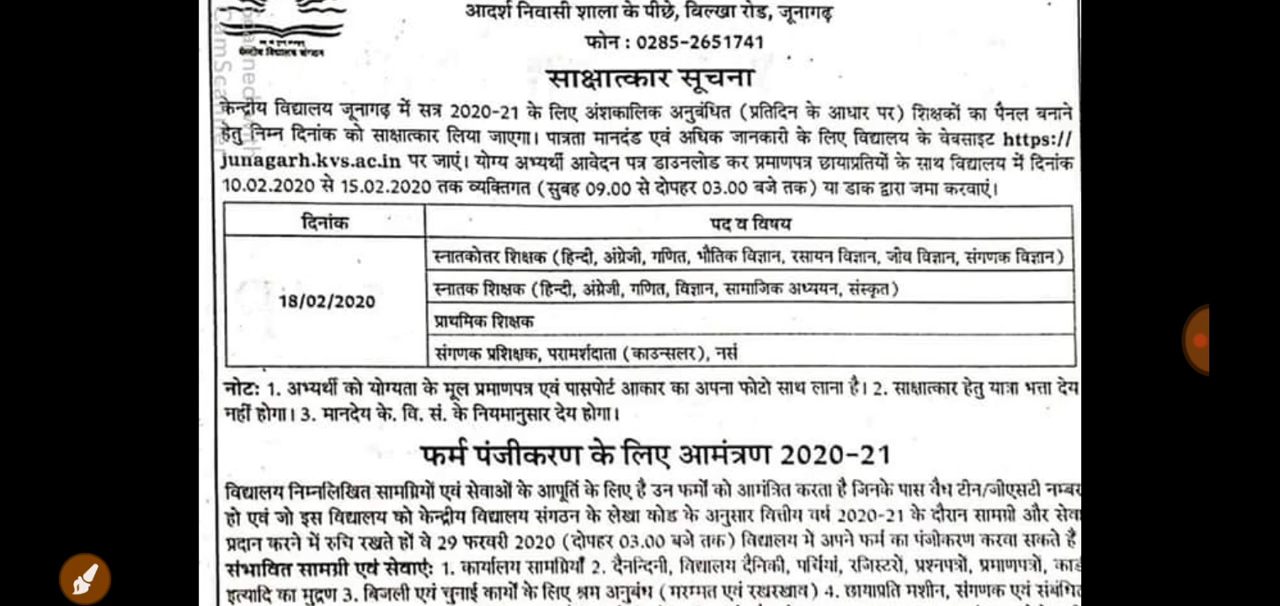 आदर्श निवासी शाला के पीछे, बिल्खा रोड, जूनागढ़
फोन : 0285-2651741
केन्द्रीय विद्यालय संगठन
साक्षात्कार सूचना
केन्द्रीय विद्यालय जूनागढ़ में सत्र 2020-21 के लिए अंशकालिक अनुबंधित (प्रतिदिन के आधार पर) शिक्षकों का पैनल बनाने
हेतु निम्न दिनांक को साक्षात्कार लिया जाएगा। पात्रता मानदंड एवं अधिक जानकारी के लिए विद्यालय के वेबसाइट https://
junagarh.kvs.ac.in पर जाएं। योग्य अभ्यर्थी आवेदन पत्र डाउनलोड कर प्रमाणपत्र छायाप्रतियों के साथ विद्यालय में दिनांक
10.02.2020 से 15.02.2020 तक व्यक्तिगत (सुबह 09.00 से दोपहर 03.00 बजे तक) या डाक द्वारा जमा करवाएं।
दिनांक पद व विषय
स्नातकोत्तर शिक्षक (हिन्दी, अंग्रेजी, गणित, भौतिक विज्ञान, रसायन विज्ञान, जीव विज्ञान, संगणक विज्ञान)
18/02/2020
स्नातक शिक्षक (हिन्दी, अंग्रेजी, गणित, विज्ञान, सामाजिक अध्ययन, संस्कृत)
प्राथमिक शिक्षक
संगणक प्रशिक्षक, परामर्शदाता (काउन्सलर), नर्स
नोट: 1. अभ्यर्थी को योग्यता के मूल प्रमाणपत्र एवं पासपोर्ट आकार का अपना फोटो साथ लाना है। 2. साक्षात्कार हेतु यात्रा भत्ता देय
नहीं होगा। 3. मानदेय के. वि. सं. के नियमानुसार देय होगा।
फर्म पंजीकरण के लिए आमंत्रण 2020-21
विद्यालय निम्नलिखित सामग्रियों एवं सेवाओं के आपूर्ति के लिए है उन फर्मो को आमंत्रित करता है जिनके पास वैध टीन/जीएसटी नम्बर
हो एवं जो इस विद्यालय को केन्द्रीय विद्यालय संगठन के लेखा कोड के अनुसार वित्तीय वर्ष 2020-21 के दौरान सामग्री और सेवा
प्रदान करने में रुचि रखते हों वे 29 फरवरी 2020 (दोपहर 03.00 बजे तक) विद्यालय में अपने फर्म का पंजीकरण करवा सकते है
संभावित सामग्री एवं सेवाएं: 1. कार्यालय सामग्रियाँ 2. दैनन्दिनी, विद्यालय दैनिकी, पर्चियां, रजिस्टरों, प्रश्नपत्रों, प्रमाणपत्रों, कार्ड
इत्यादि का मुद्रण 3. बिजली एवं चुनाई कार्यो के लिए श्रम अनुबंध (मरम्मत एवं रखरखाव) 4. छायाप्रति मशीन, संगणक एवं संबंधित